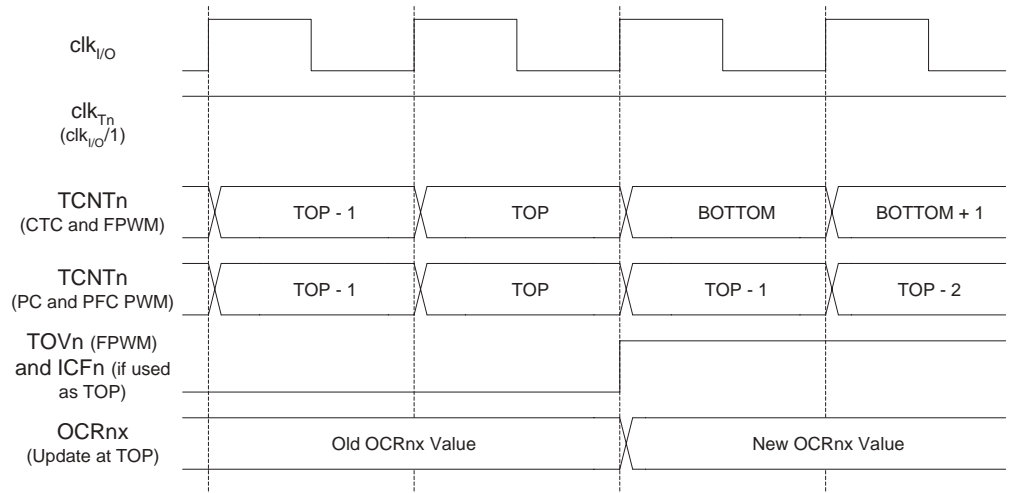 clkI/O
clkTn
(clkI/O/1)
TCNTn
(CTC and FPWM)
TOP - 1
TOP
BOTTOM
BOTTOM + 1
TCNTn
(PC and PFC PWM)
TOP - 1
TOP
TOP - 1
TOP - 2
TOVn (FPWM)
and ICFn (if used
as TOP)
OCRnx
(Update at TOP)
Old OCRnx Value
New OCRnx Value